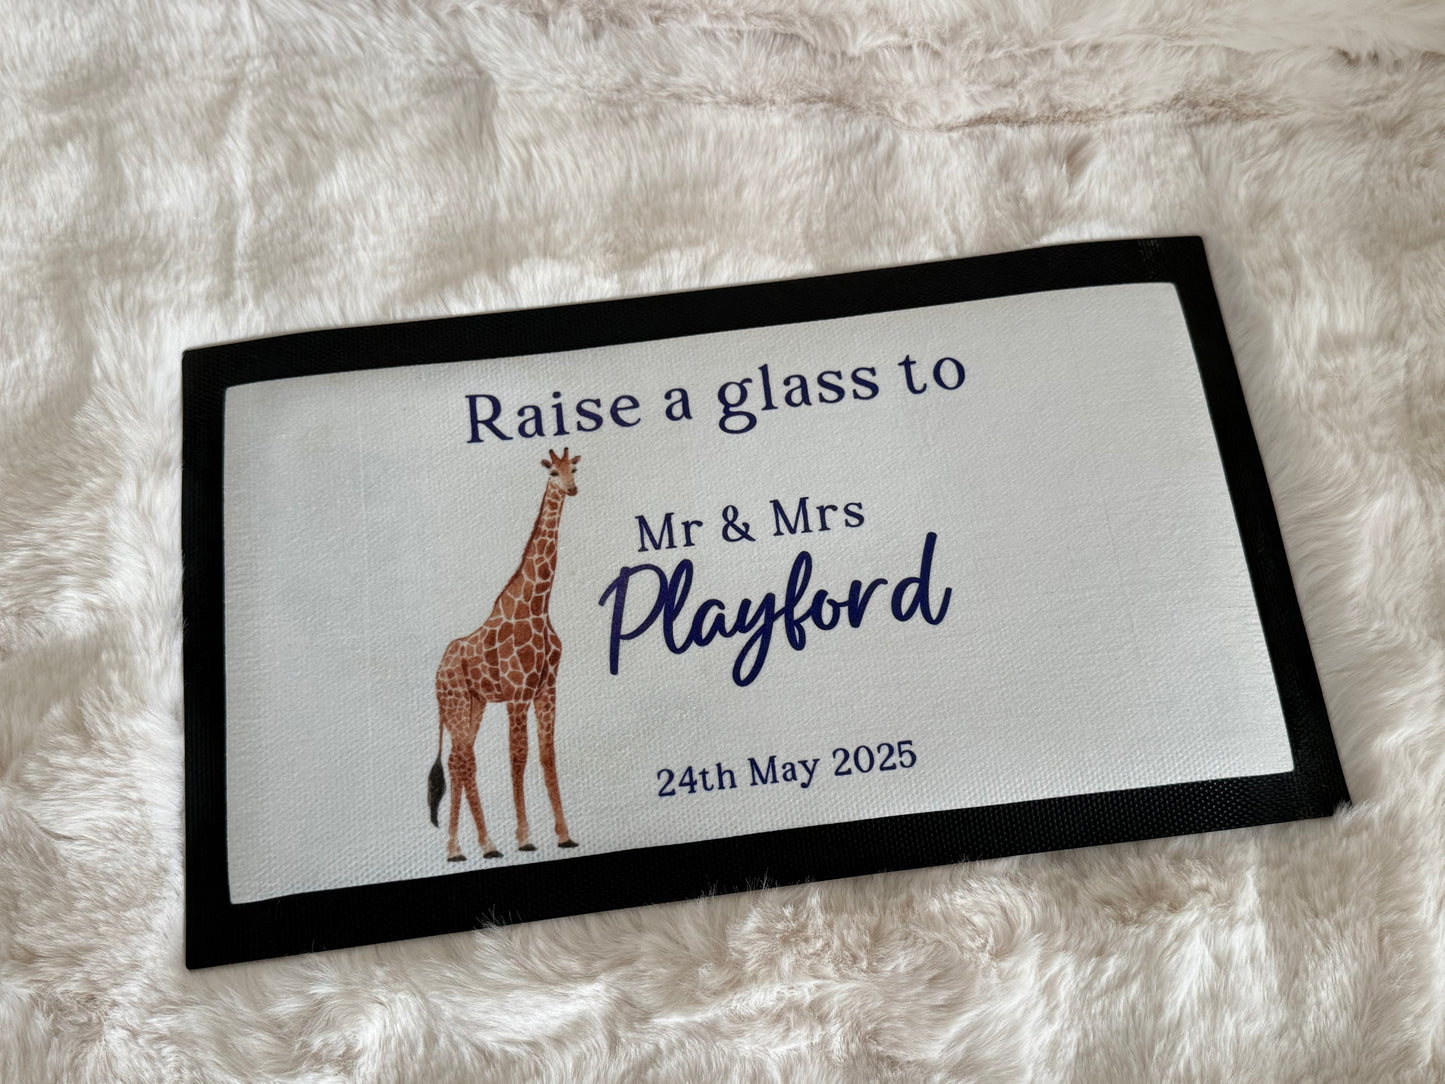 Raise a glass to
Mr & Mrs
Playford
24th May 2025